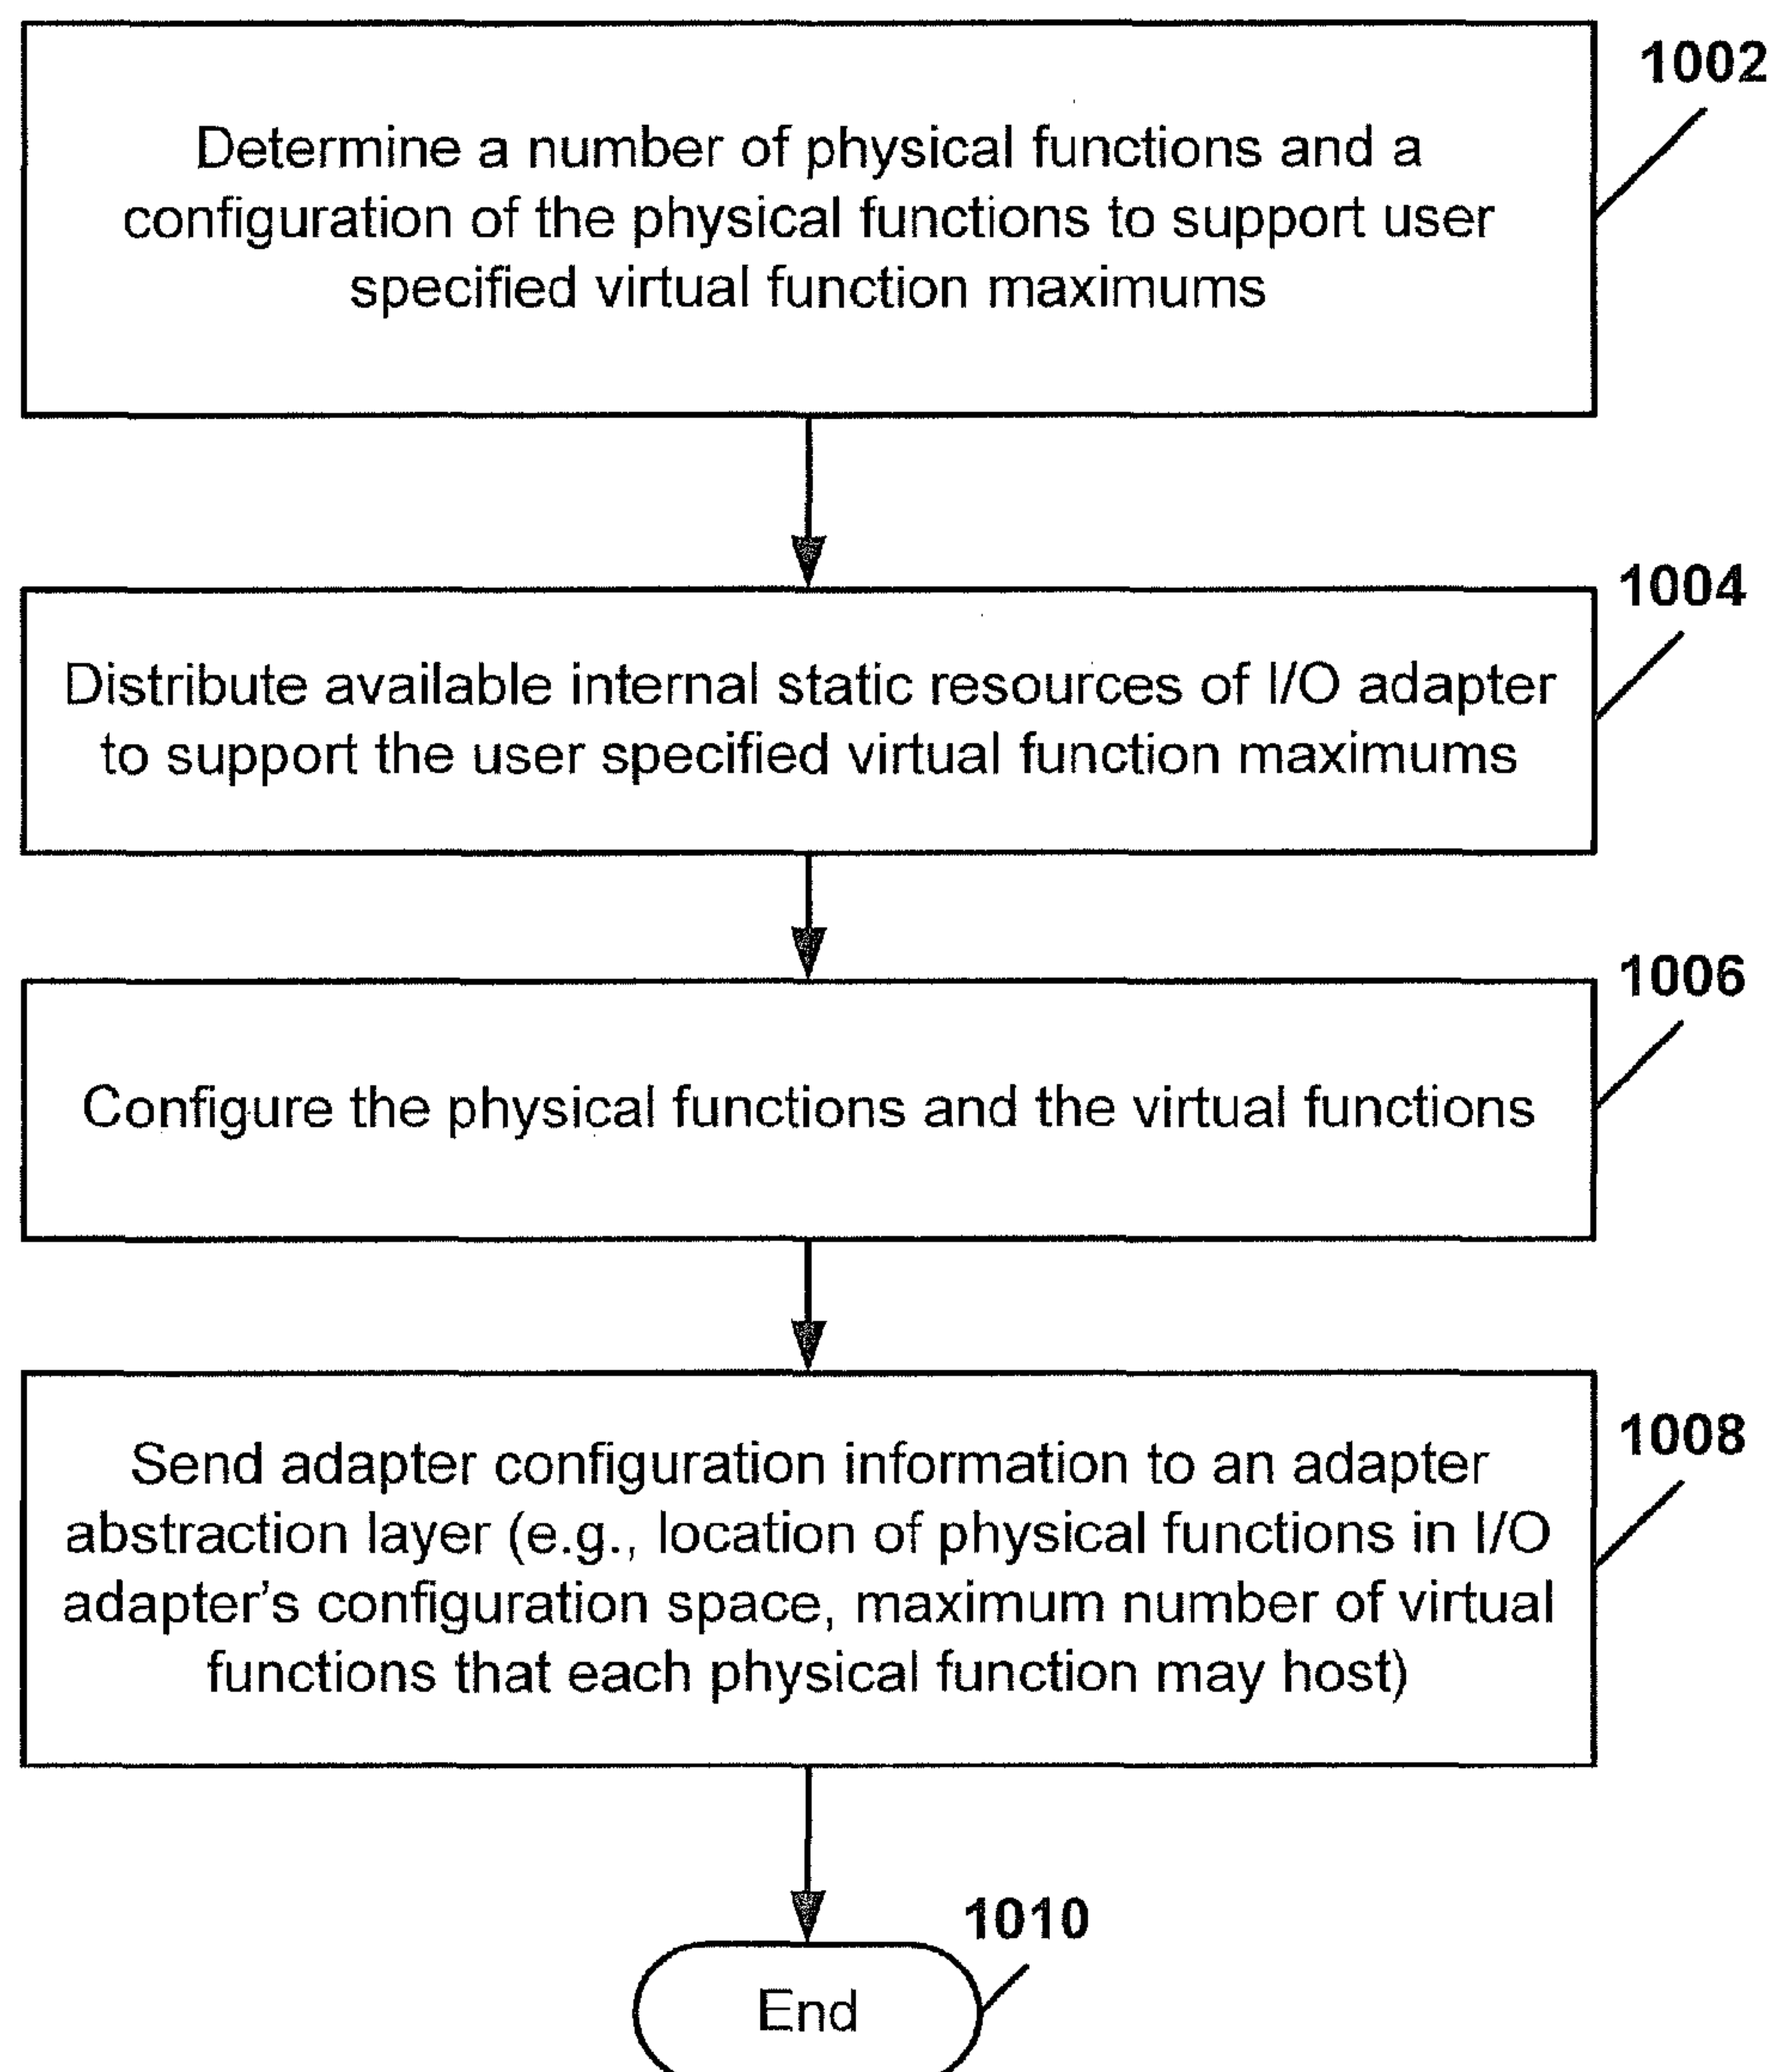 1002
Determine a number of physical functions and a
configuration of the physical functions to support user
specified virtual function maximums
1004
Distribute available internal static resources of I/O adapter
to support the user specified virtual function maximums
1006
Configure the physical functions and the virtual functions
1008
Send adapter configuration information to an adapter
abstraction layer (e.g., location of physical functions in I/O
adapter's configuration space, maximum number of virtual
functions that each physical function may host)
1010
End